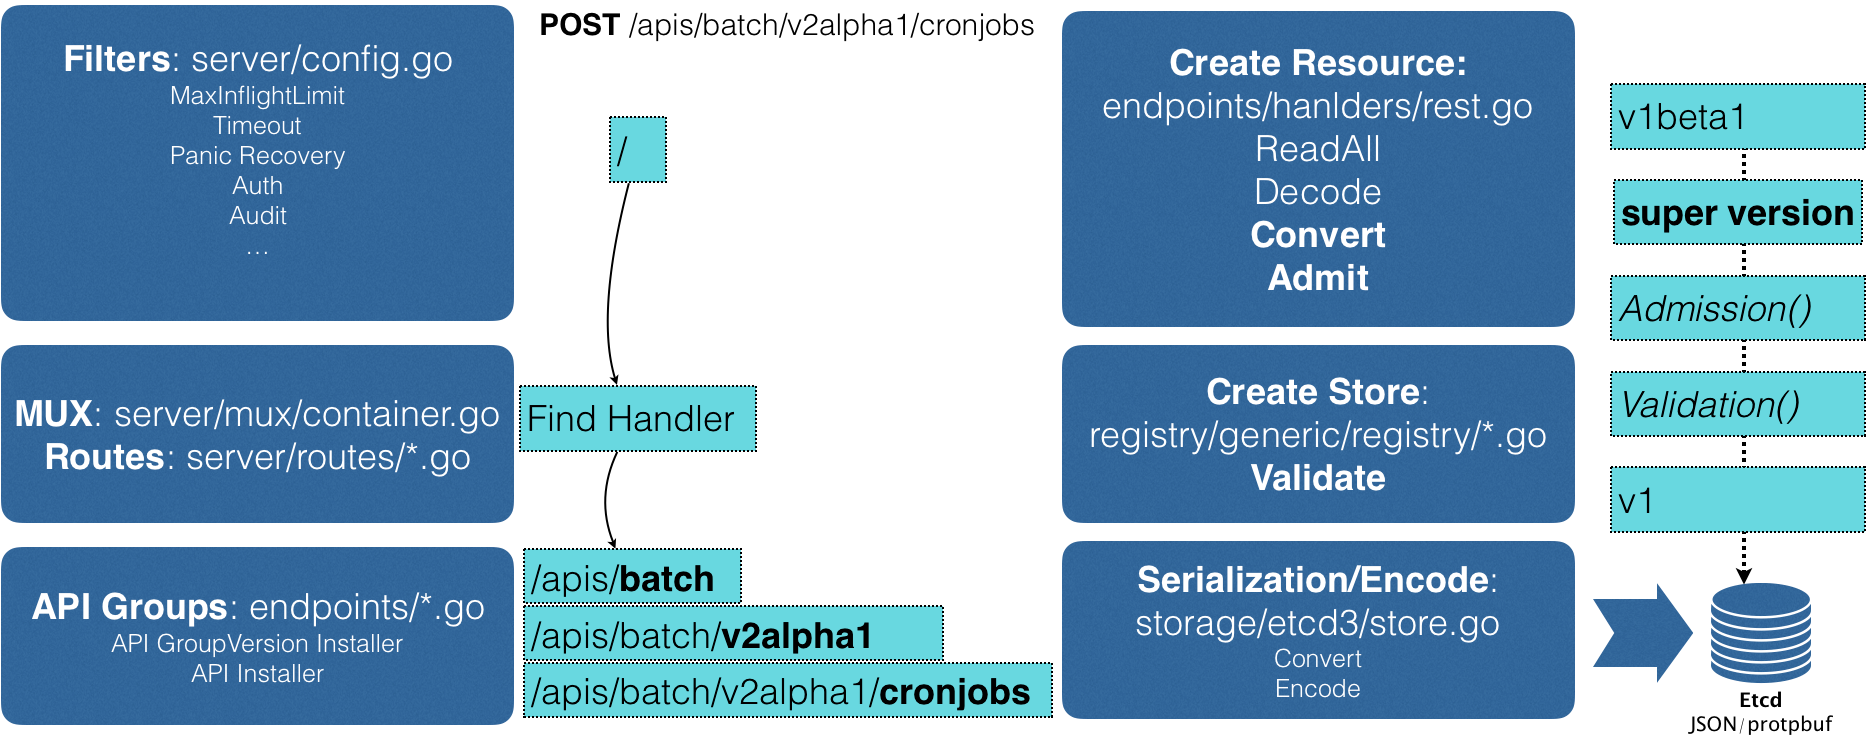 Filters: server/config.go
MaxInflightLimit
Timeout
Panic Recovery
Auth
Audit
...
MUX: server/mux/container.go
Routes: server/routes/*.go
API Groups: endpoints/*.go
API GroupVersion Installer
API Installer
POST /apis/batch/v2alpha1/cronjobs
/
Find Handler
/apis/batch
/apis/batch/v2alpha1
/apis/batch/v2alpha1/cronjobs
Create Resource:
endpoints/hanlders/rest.go
ReadAll
Decode
Convert
Admit
Create Store:
registry/generic/registry/*.go
Validate
Serialization/Encode:
storage/etcd3/store.go
Convert
Encode
v1beta1
super version
Admission()
Validation()
v1
Etcd
JSON/protpbuf